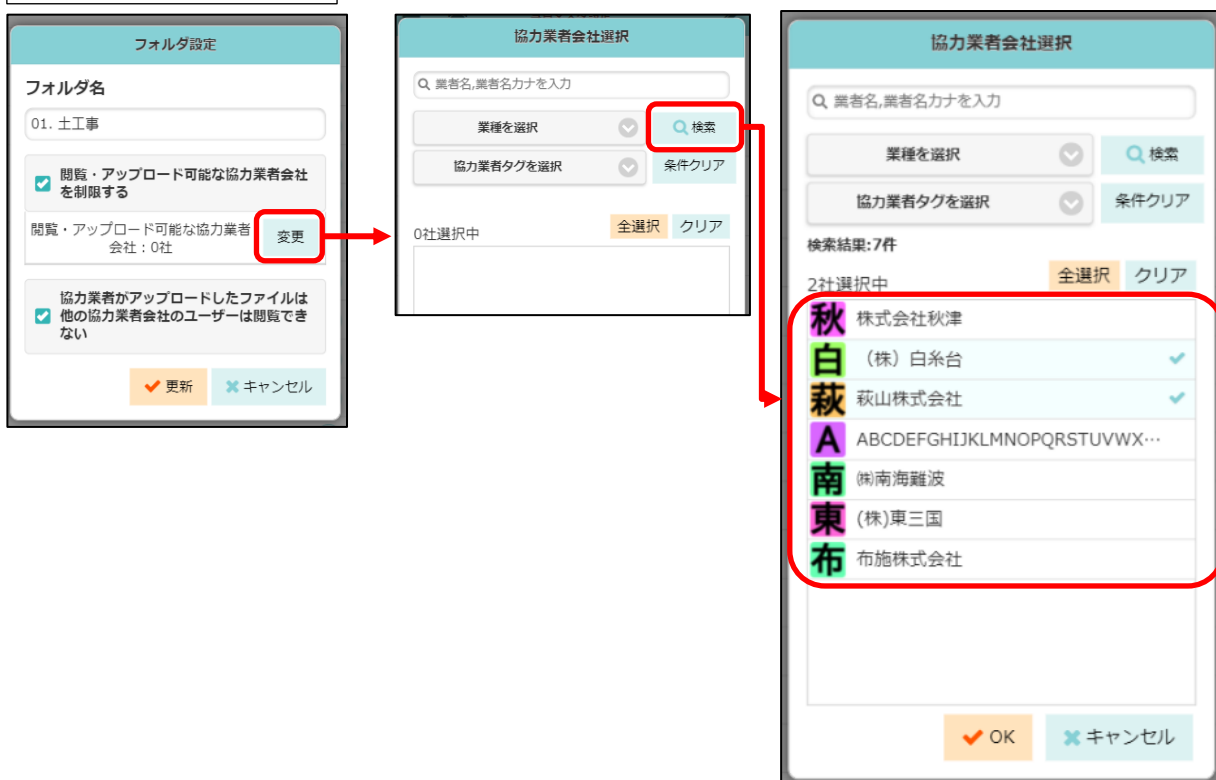 フォルダ設定
フォルダ名
01. 土工事
閲覧・アップロード可能な協力業者会社
を制限する
閲覧・アップロード可能な協力業者
会社：0社
変更
協力業者がアップロードしたファイルは
他の協力業者会社のユーザーは閲覧でき
ない
更新
キャンセル
協力業者会社選択
業者名,業者名カナを入力
業種を選択
検索
協力業者タグを選択
条件クリア
0社選択中
全選択
クリア
協力業者会社選択
業者名,業者名カナを入力
業種を選択
検索
協力業者タグを選択
条件クリア
検索結果:7件
2社選択中
全選択
クリア
秋 株式会社秋津
白 （株）白糸台
萩 萩山株式会社
A ABCDEFGHIJKLMNOPQRSTUVWX…
南 ㈱南海難波
東 (株)東三国
布 布施株式会社
OK
キャンセル